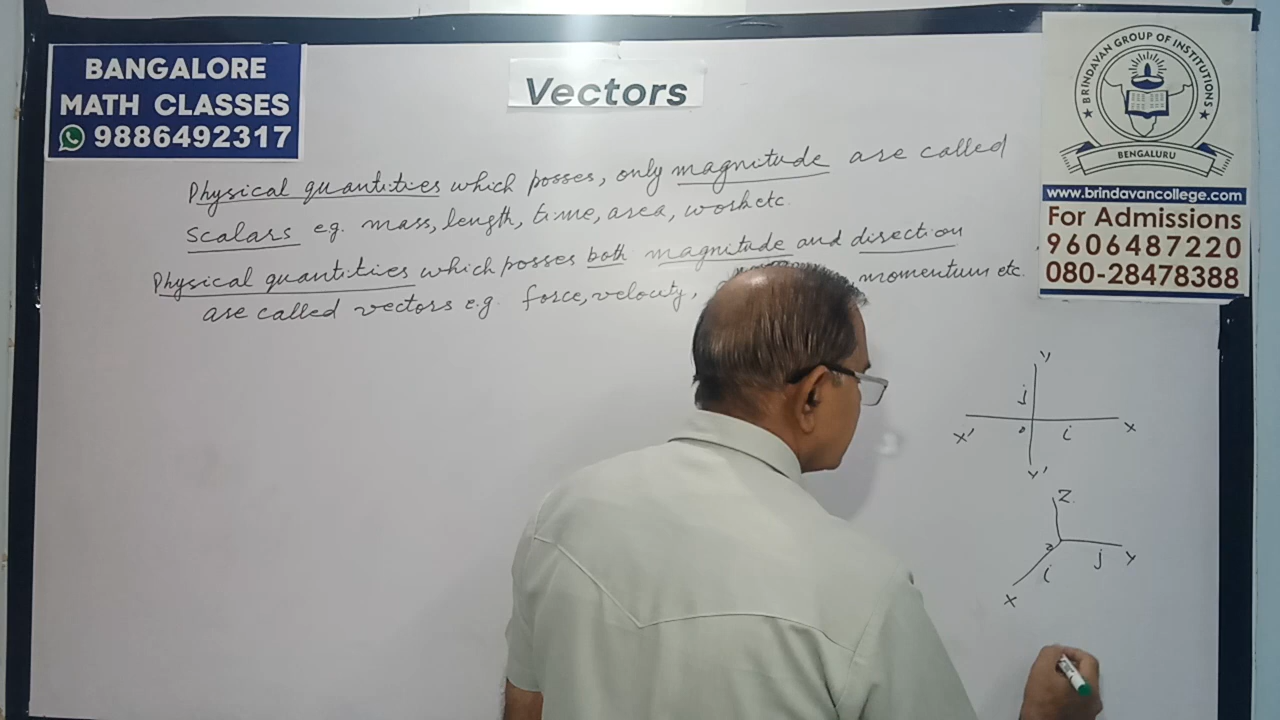 BANGALORE
MATH CLASSES
9886492317
Vectors
BRINDAVAN GROUP OF INSTITUTIONS
BENGALURU
www.brindavancollege.com
For Admissions
9606487220
080-28478388
Physical quantities which posses, only magnitude are called
scalars eg. mass, length, time, area, work etc.
Physical quantities which posses both magnitude and direction
are called vectors e.g. force, velocity, momentum etc.
Y
j
X' o i X
Y'
Z
o j Y
i
X